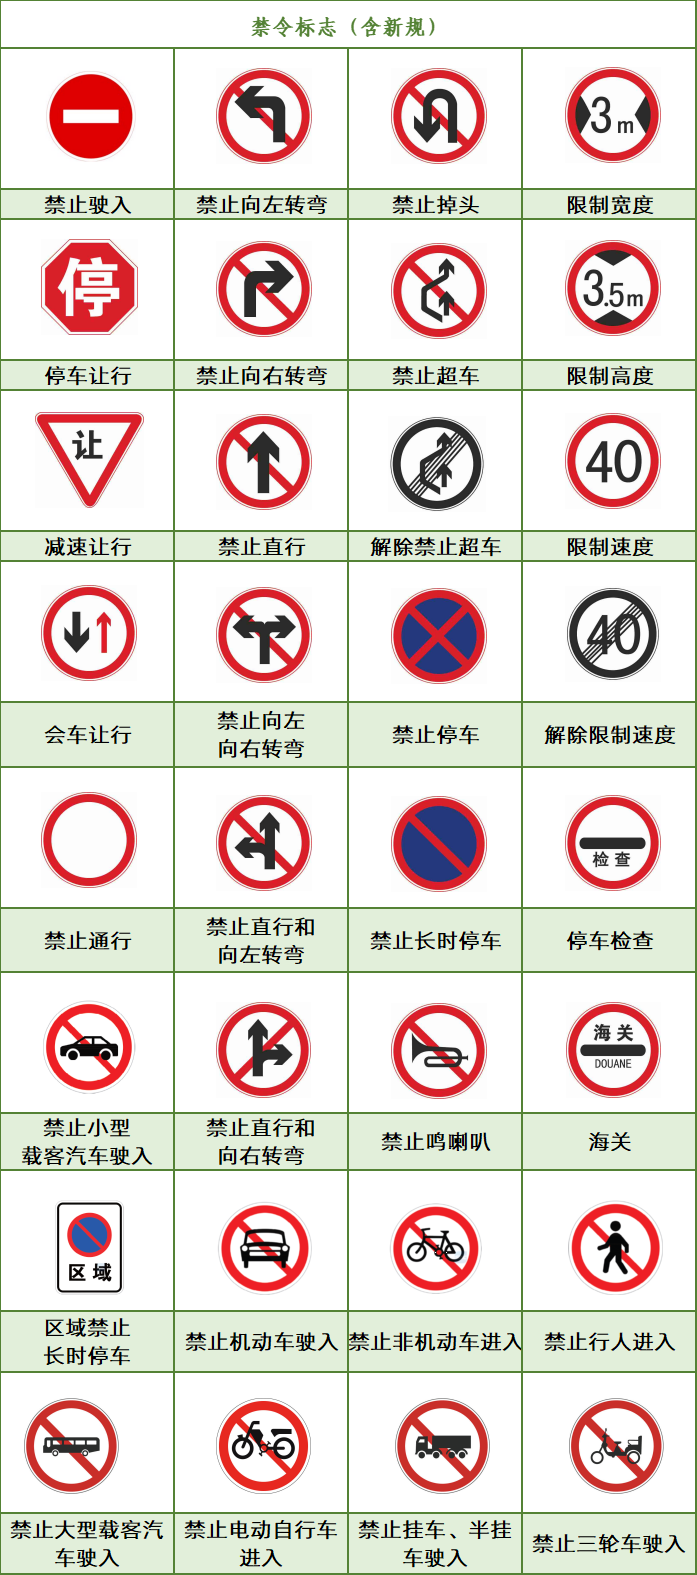 禁令标志（含新规）
3m
禁止驶入
禁止向左转弯
禁止掉头
限制宽度
停
3.5m
停车让行
禁止向右转弯
禁止超车
限制高度
让
40
减速让行
禁止直行
解除禁止超车
限制速度
40
会车让行
禁止向左
向右转弯
禁止停车
解除限制速度
检查
禁止通行
禁止直行和
向左转弯
禁止长时停车
停车检查
海关
DOUANE
禁止小型
载客汽车驶入
禁止直行和
向右转弯
禁止鸣喇叭
海关
区域
区域禁止
长时停车
禁止机动车驶入
禁止非机动车进入
禁止行人进入
禁止大型载客汽
车驶入
禁止电动自行车
进入
禁止挂车、半挂
车驶入
禁止三轮车驶入